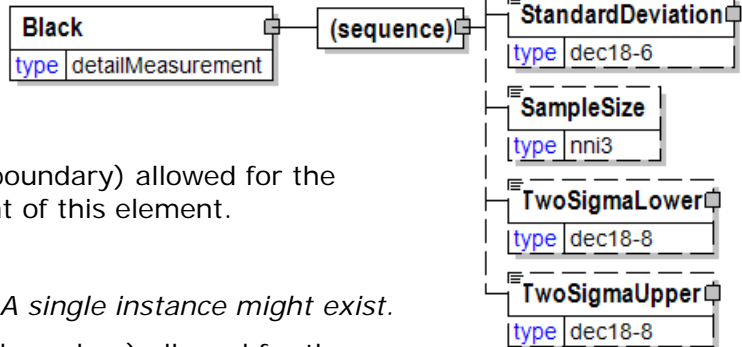 StandardDeviation
type dec18-6
Black
type detailMeasurement
(sequence)
SampleSize
type nni3
TwoSigmaLower
type dec18-8
TwoSigmaUpper
type dec18-8
oundary) allowed for the
t of this element.
A single instance might exist.